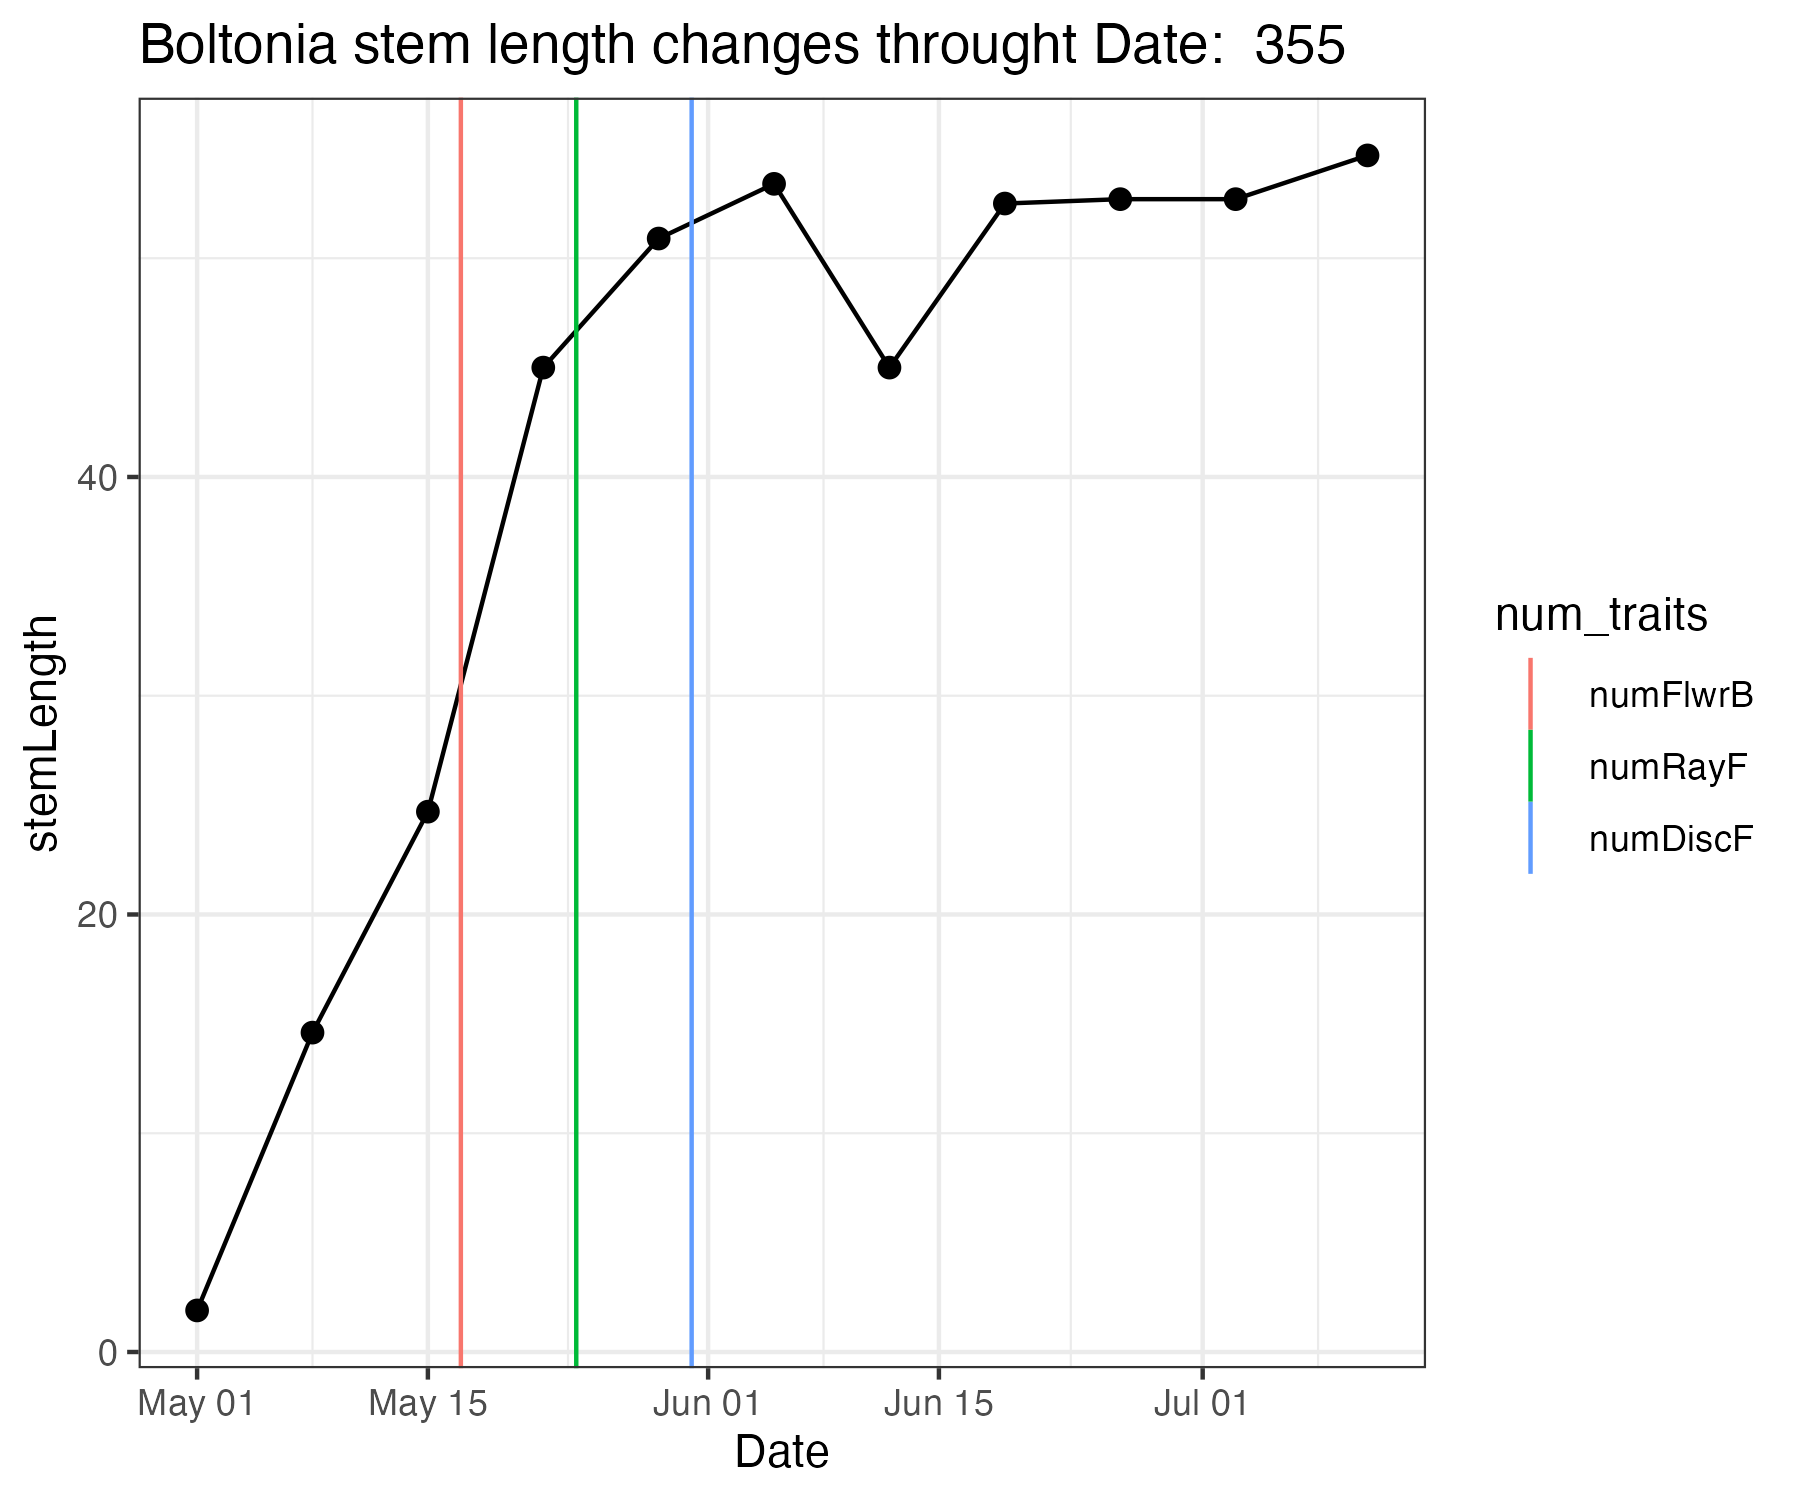 Boltonia stem length changes throught Date:  355
stemLength
40
20
0
May 01
May 15
Jun 01
Jun 15
Jul 01
Date
num_traits
numFlwrB
numRayF
numDiscF